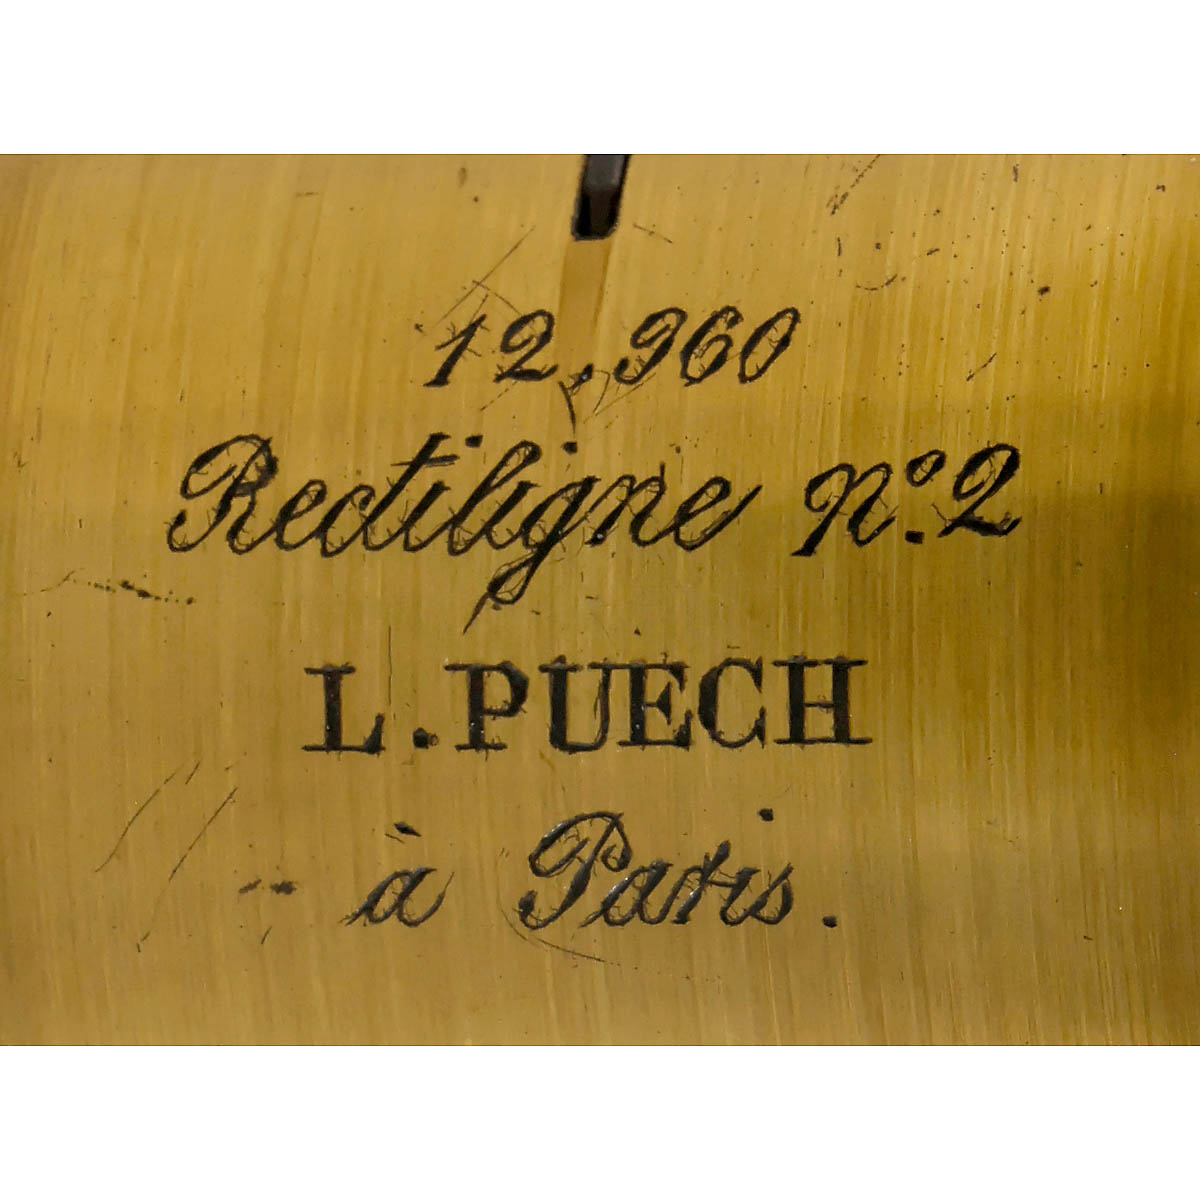 12.960
Rectiligne N°.2
L.PUECH
à Paris.